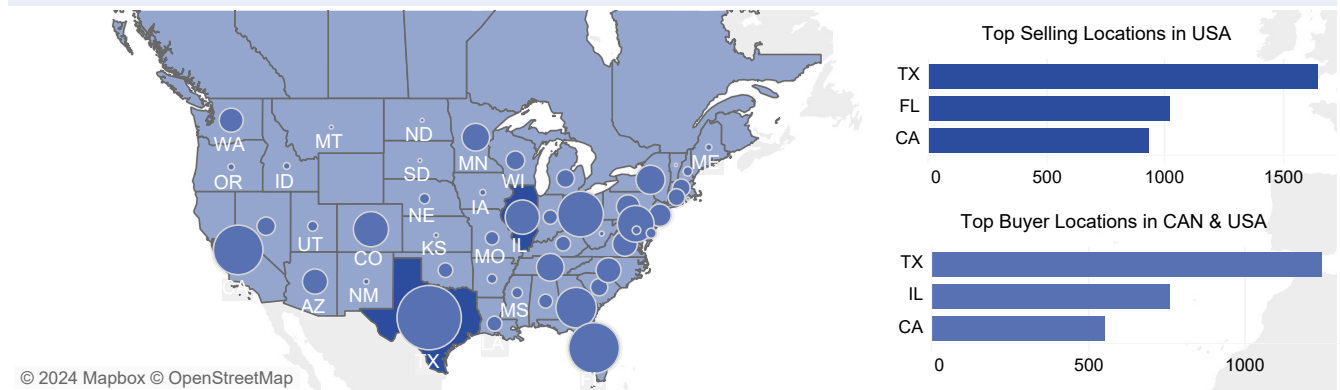 WA
MT
ND
ME
MN
OR
ID
SD
WI
NE
IA
UT
CO
KS
MO
IL
CA
AZ
NM
MS
LA
TX
© 2024 Mapbox © OpenStreetMap
Top Selling Locations in USA
TX
FL
CA
0 500 1000 1500
Top Buyer Locations in CAN & USA
TX
IL
CA
0 500 1000